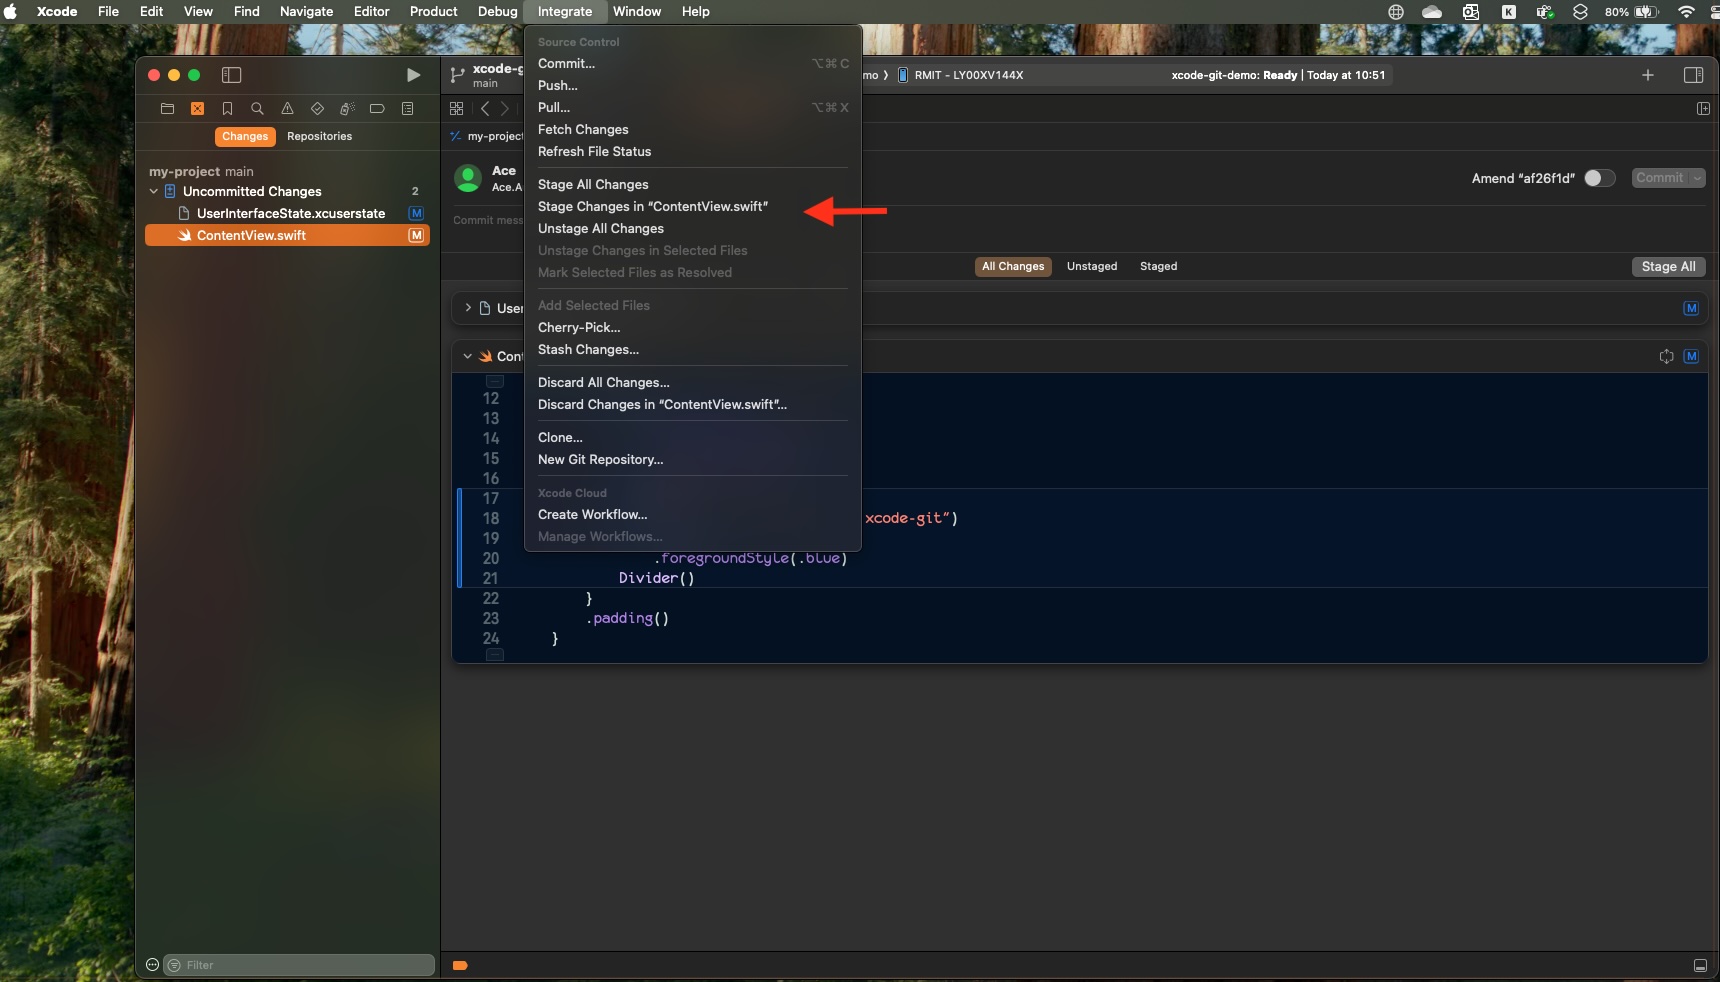 Xcode File Edit View Find Navigate Editor Product Debug Integrate Window Help
K 80%
xcode-g
main
mo 〉 RMIT - LY00XV144X
xcode-git-demo: Ready | Today at 10:51
Changes Repositories
my-project main
Uncommitted Changes 2
UserInterfaceState.xcuserstate M
ContentView.swift M
Filter
Source Control
Commit... ⌥⌘C
Push...
Pull... ⌥⌘X
Fetch Changes
Refresh File Status
Stage All Changes
Stage Changes in “ContentView.swift”
Unstage All Changes
Unstage Changes in Selected Files
Mark Selected Files as Resolved
Add Selected Files
Cherry-Pick...
Stash Changes...
Discard All Changes...
Discard Changes in “ContentView.swift”...
Clone...
New Git Repository...
Xcode Cloud
Create Workflow...
Manage Workflows...
my-project
Ace
Ace.A
Amend “af26f1d”
Commit
Commit mess
All Changes Unstaged Staged
Stage All
User M
Cont M
12
13
14
15
16
17
18 xcode-git")
19
20 .foregroundStyle(.blue)
21 Divider()
22 }
23 .padding()
24 }